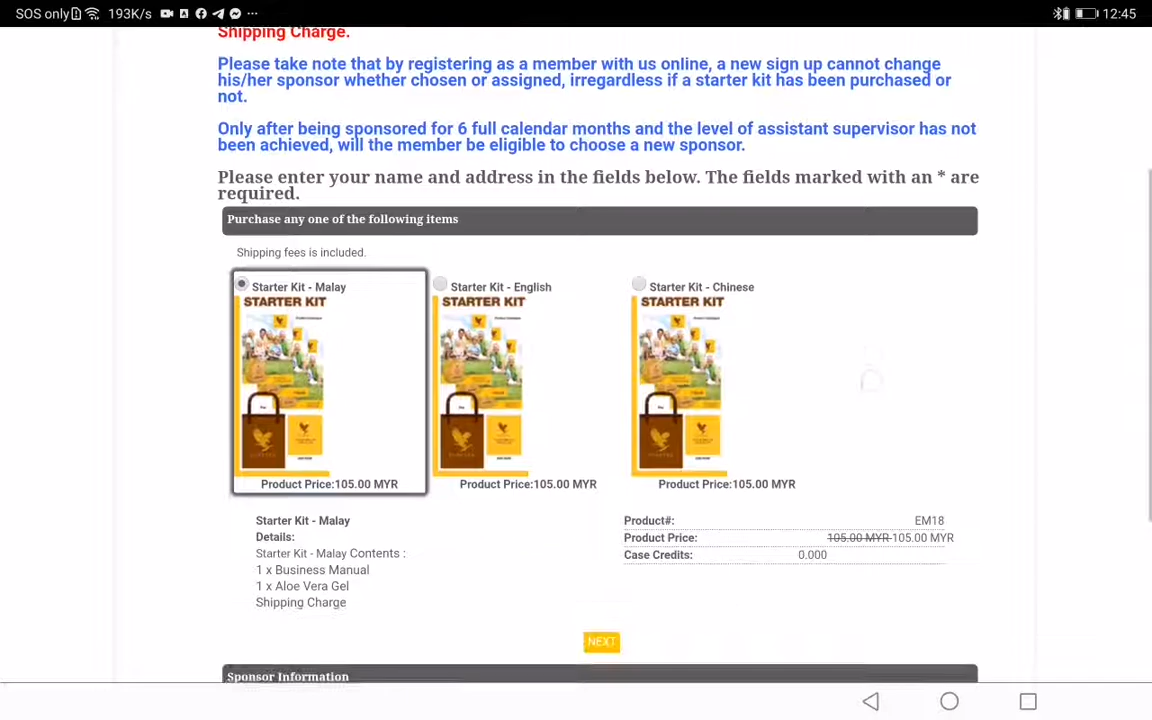 SOS only 193K/s ··· 12:45
Shipping Charge.
Please take note that by registering as a member with us online, a new sign up cannot change
his/her sponsor whether chosen or assigned, irregardless if a starter kit has been purchased or
not.
Only after being sponsored for 6 full calendar months and the level of assistant supervisor has not
been achieved, will the member be eligible to choose a new sponsor.
Please enter your name and address in the fields below. The fields marked with an * are
required.
Purchase any one of the following items
Shipping fees is included.
Starter Kit - Malay Starter Kit - English Starter Kit - Chinese
STARTER KIT STARTER KIT STARTER KIT
Product Price:105.00 MYR Product Price:105.00 MYR Product Price:105.00 MYR
Starter Kit - Malay Product#: EM18
Details: Product Price: 105.00 MYR 105.00 MYR
Starter Kit - Malay Contents : Case Credits: 0.000
1 x Business Manual
1 x Aloe Vera Gel
Shipping Charge
NEXT
Sponsor Information